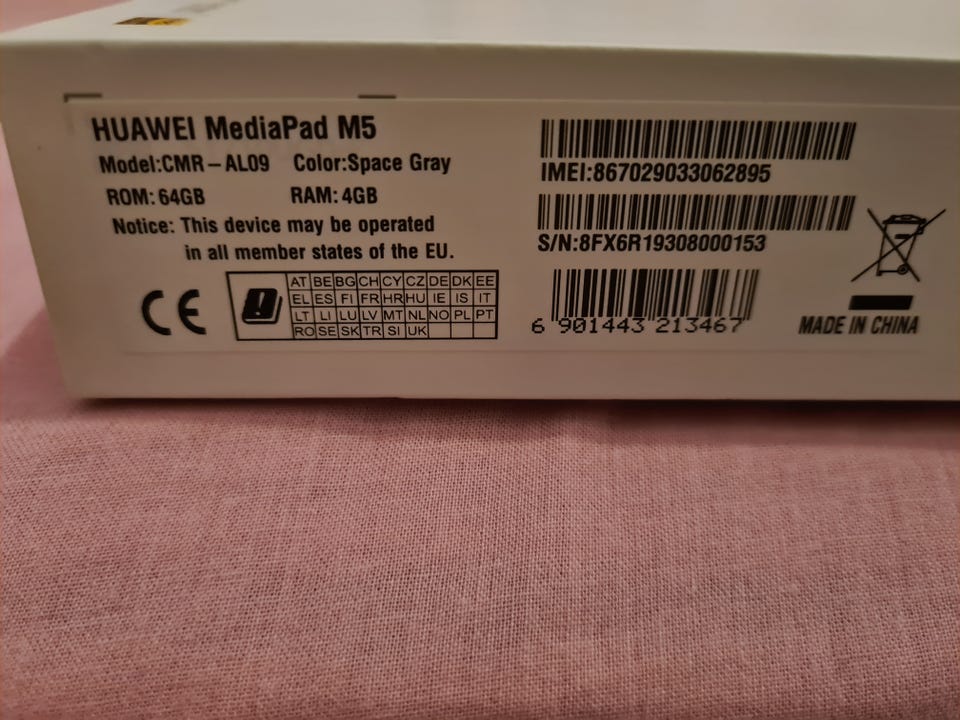 HUAWEI MediaPad M5
Model:CMR-AL09 Color:Space Gray
ROM: 64GB RAM: 4GB
Notice: This device may be operated
in all member states of the EU.
CE
AT BE BG CH CY CZ DE DK EE
EL ES FI FR HR HU IE IS IT
LT LI LU LV MT NL NO PL PT
RO SE SK TR SI UK
IMEI:867029033062895
S/N:8FX6R19308000153
6 901443 213467
MADE IN CHINA